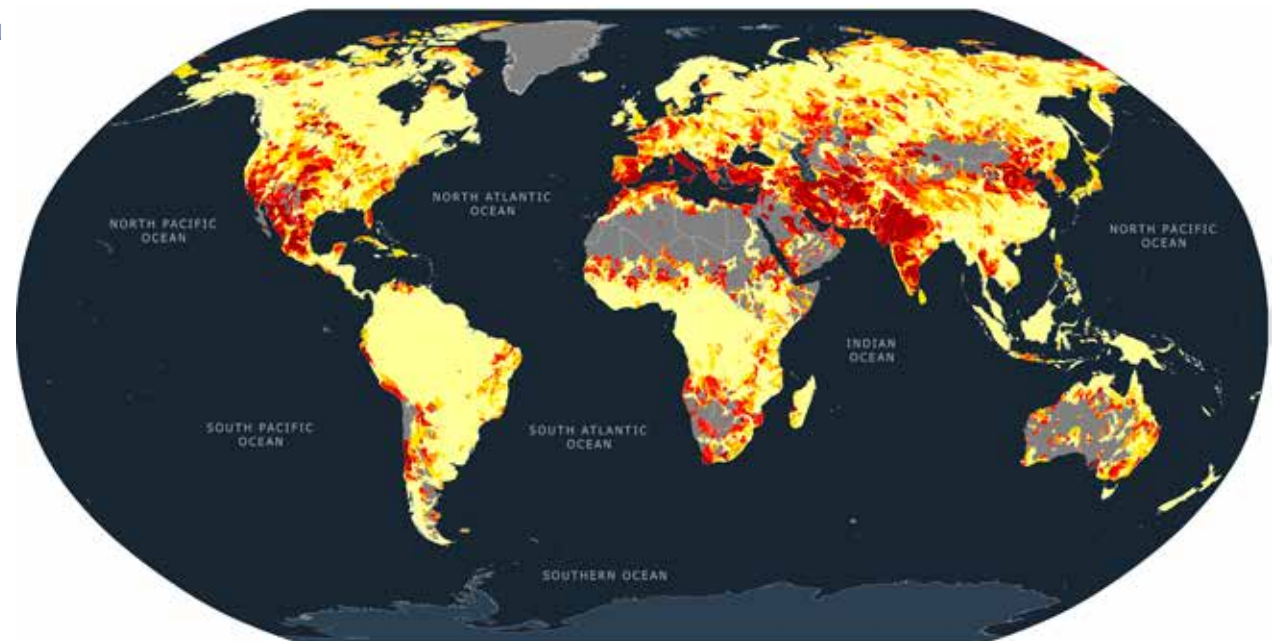 NORTH ATLANTIC
OCEAN
NORTH PACIFIC
OCEAN
NORTH PACIFIC
OCEAN
INDIAN
OCEAN
SOUTH PACIFIC
OCEAN
SOUTH ATLANTIC
OCEAN
SOUTHERN OCEAN